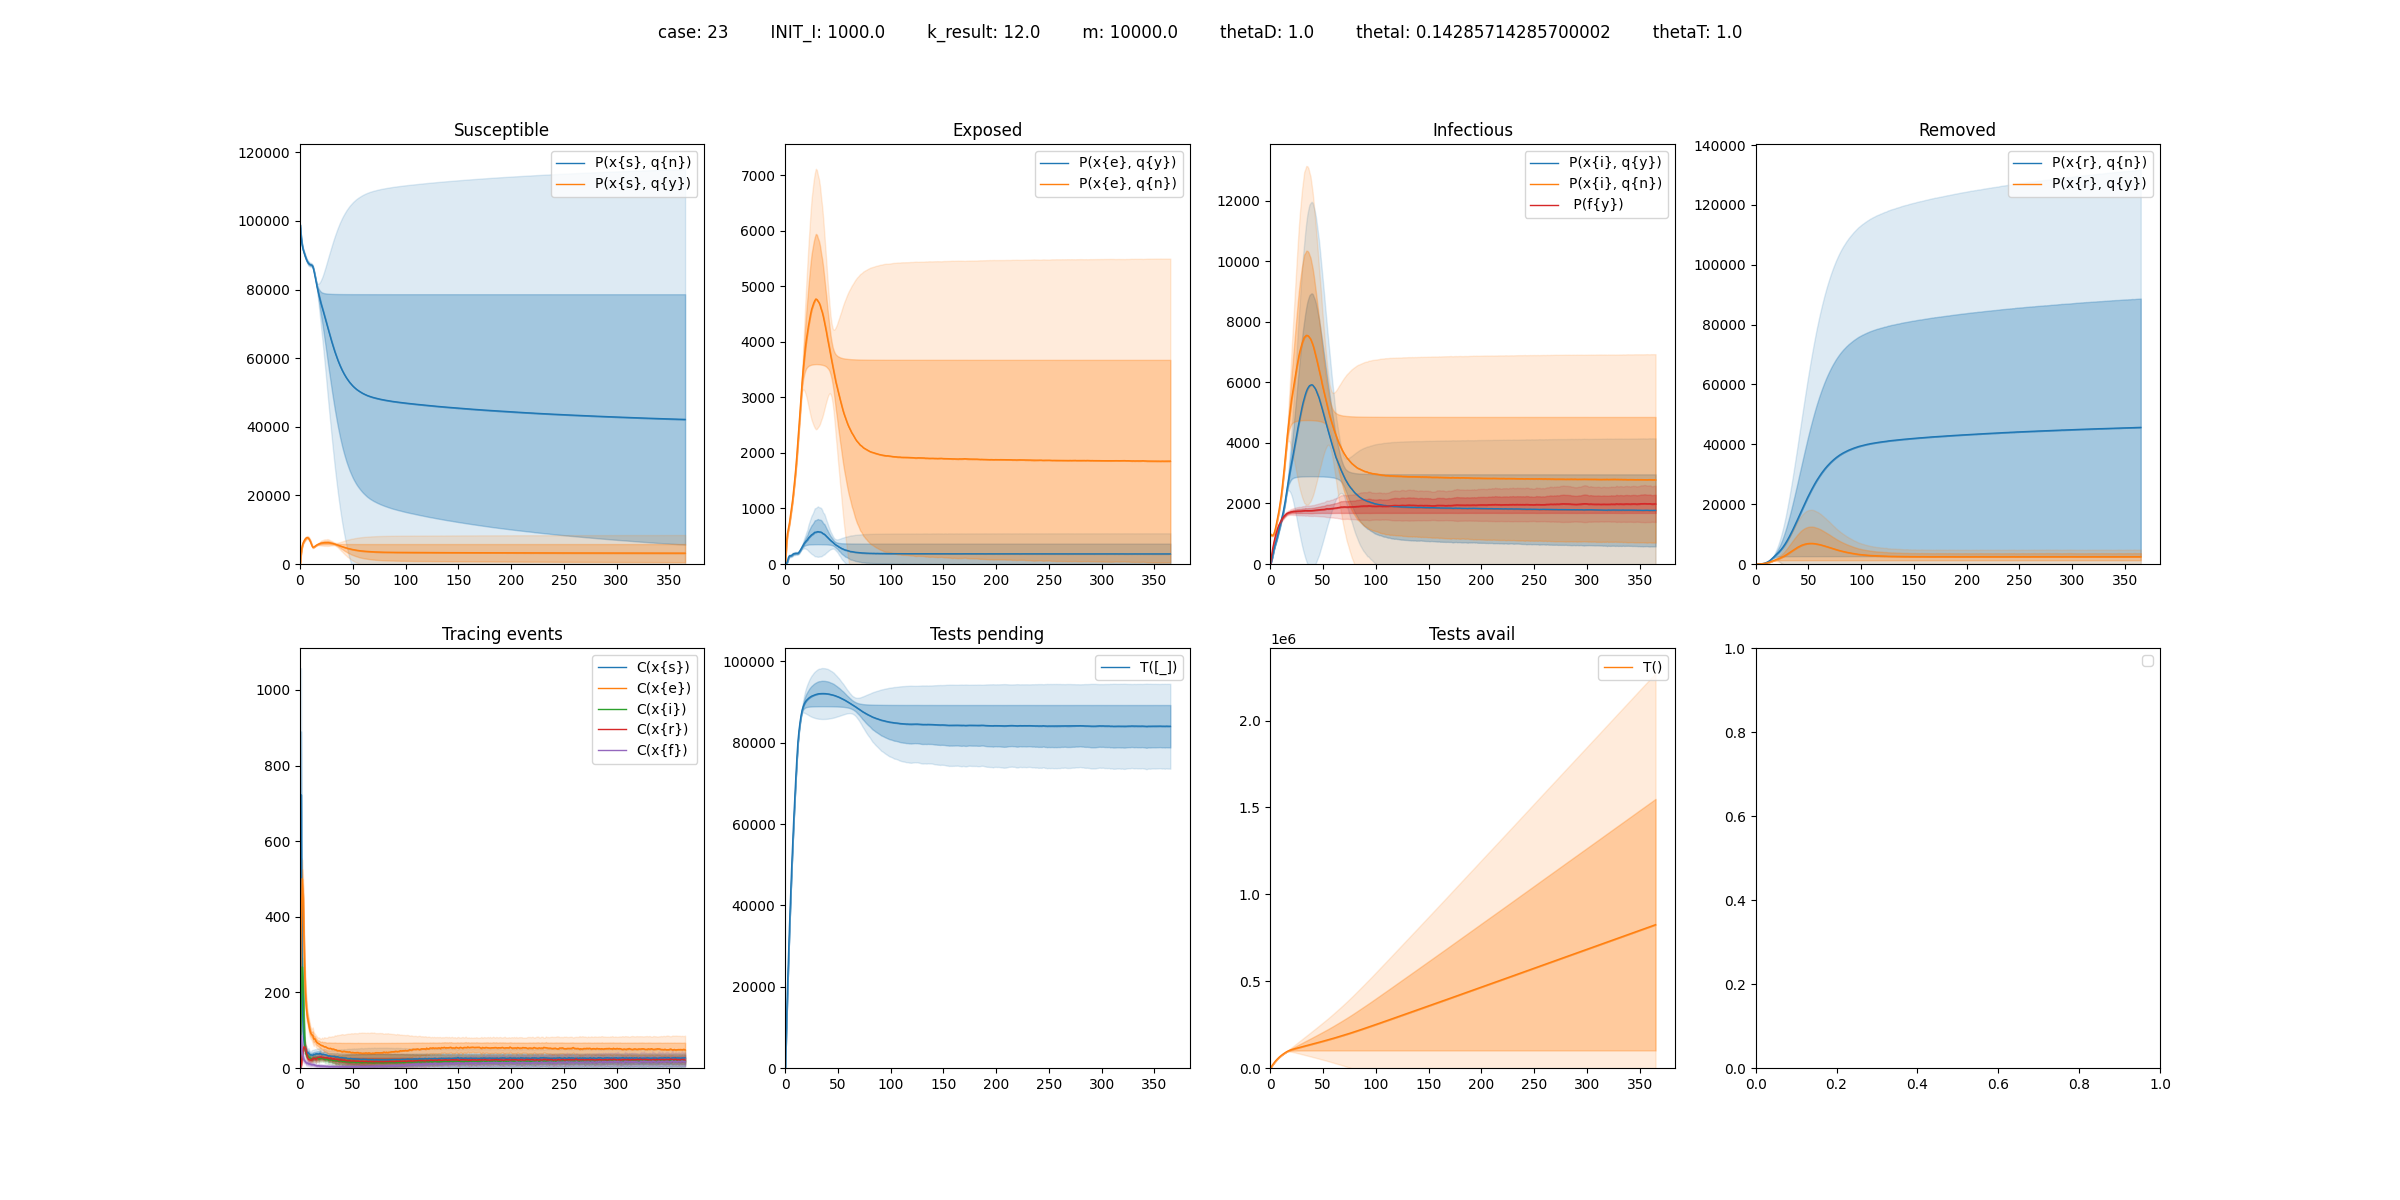 case: 23 INIT_I: 1000.0 k_result: 12.0 m: 10000.0 thetaD: 1.0 thetaI: 0.14285714285700002 thetaT: 1.0
Susceptible
120000
100000
80000
60000
40000
20000
0
0 50 100 150 200 250 300 350
P(x{s}, q{n})
P(x{s}, q{y})
Exposed
7000
6000
5000
4000
3000
2000
1000
0
0 50 100 150 200 250 300 350
P(x{e}, q{y})
P(x{e}, q{n})
Infectious
12000
10000
8000
6000
4000
2000
0
0 50 100 150 200 250 300 350
P(x{i}, q{y})
P(x{i}, q{n})
P(f{y})
Removed
140000
120000
100000
80000
60000
40000
20000
0
0 50 100 150 200 250 300 350
P(x{r}, q{n})
P(x{r}, q{y})
Tracing events
1000
800
600
400
200
0
0 50 100 150 200 250 300 350
C(x{s})
C(x{e})
C(x{i})
C(x{r})
C(x{f})
Tests pending
100000
80000
60000
40000
20000
0
0 50 100 150 200 250 300 350
T([_])
Tests avail
1e6
2.0
1.5
1.0
0.5
0.0
0 50 100 150 200 250 300 350
T()
1.0
0.8
0.6
0.4
0.2
0.0
0.0 0.2 0.4 0.6 0.8 1.0